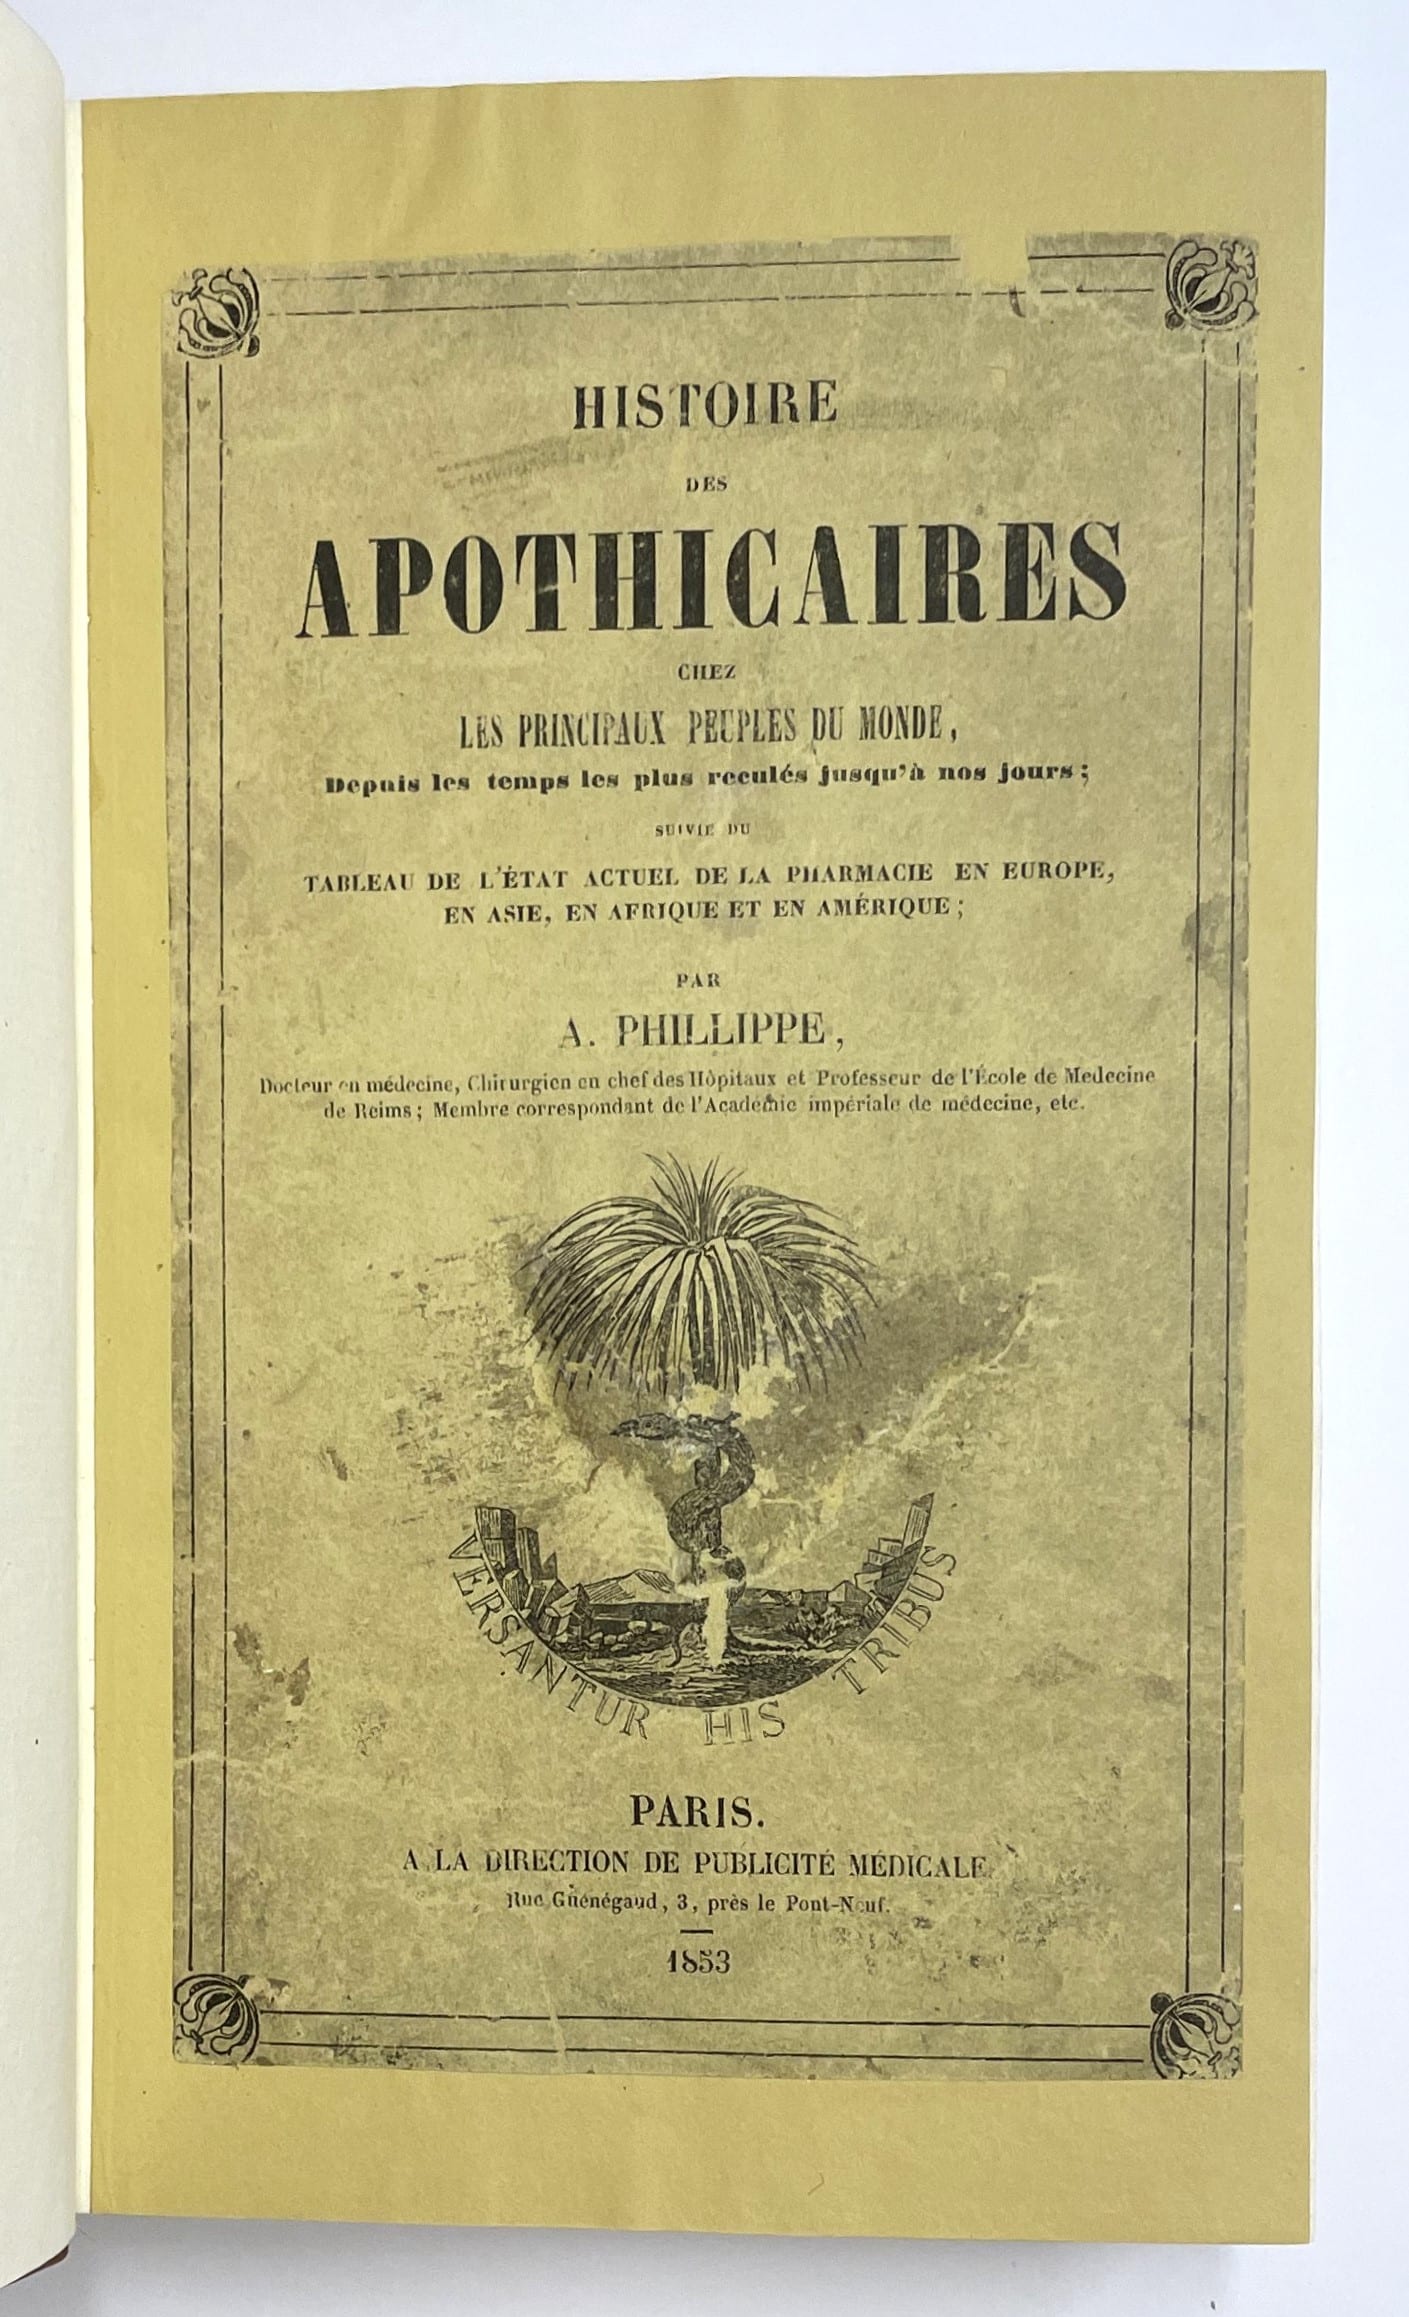 HISTOIRE
DES
APOTHICAIRES
CHEZ
LES PRINCIPAUX PEUPLES DU MONDE,
Depuis les temps les plus reculés jusqu'à nos jours;
SUIVIE DU
TABLEAU DE L'ÉTAT ACTUEL DE LA PHARMACIE EN EUROPE,
EN ASIE, EN AFRIQUE ET EN AMÉRIQUE;
PAR
A. PHILLIPPE,
Docteur en médecine, Chirurgien en chef des Hôpitaux et Professeur de l'École de Medecine
de Reims; Membre correspondant de l'Académie impériale de médecine, etc.
VERSANTUR HIS TRIBUS
PARIS.
A LA DIRECTION DE PUBLICITÉ MÉDICALE
Rue Guénégaud, 3, près le Pont-Neuf.
1853